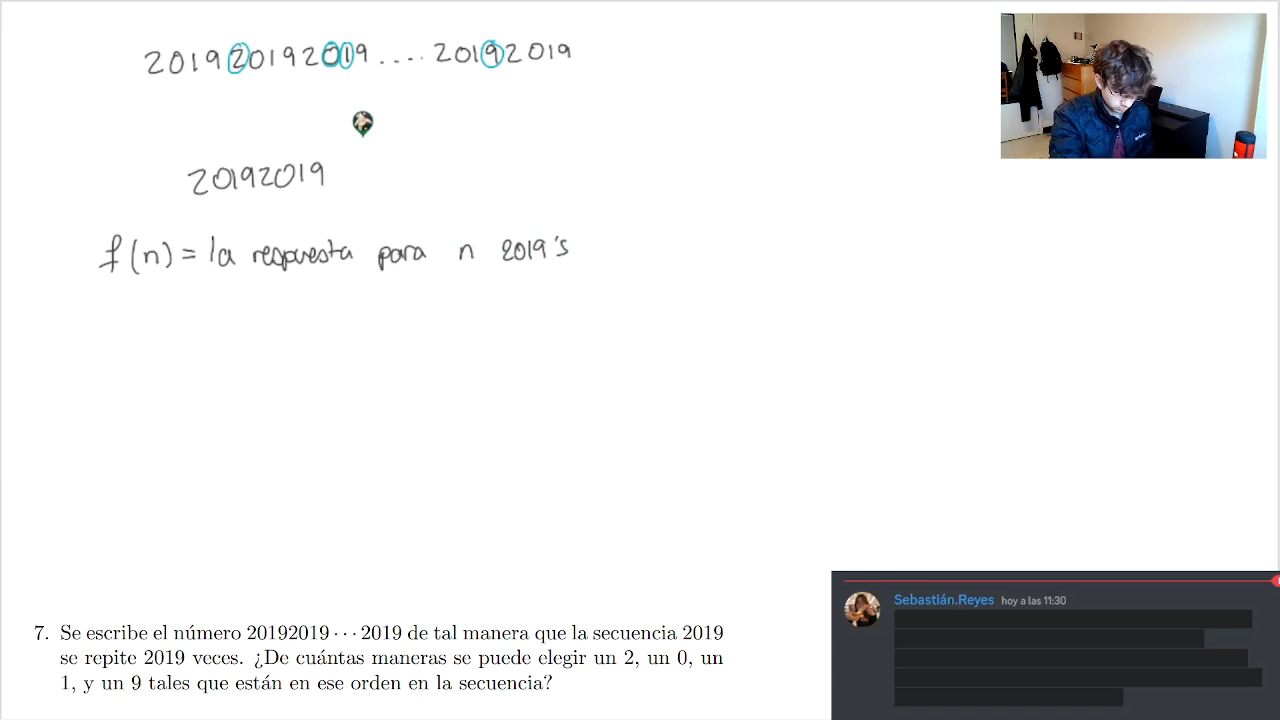 201920192019....20192019
20192019
f(n) = la respuesta para n 2019's
7. Se escribe el número 20192019···2019 de tal manera que la secuencia 2019
se repite 2019 veces. ¿De cuántas maneras se puede elegir un 2, un 0, un
1, y un 9 tales que están en ese orden en la secuencia?
Sebastián.Reyes hoy a las 11:30